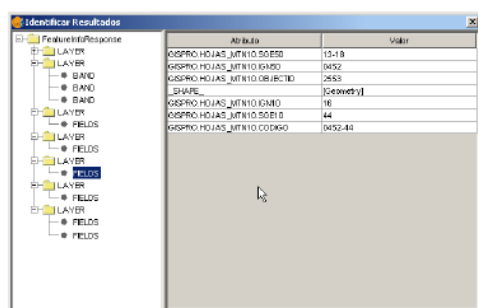 Identificar Resultados
FeatureInfoResponse
LAYER
LAYER
BAND
BAND
BAND
LAYER
FIELDS
LAYER
FIELDS
LAYER
FIELDS
LAYER
FIELDS
LAYER
FIELDS
FIELDS
Atributo Valor
GISPRO.HOJAS_MTN10.SGE50 13-18
GISPRO.HOJAS_MTN10.IGN50 0452
GISPRO.HOJAS_MTN10.OBJECTID 2553
_SHAPE_ [Geometry]
GISPRO.HOJAS_MTN10.IGN10 16
GISPRO.HOJAS_MTN10.SGE10 44
GISPRO.HOJAS_MTN10.CODIGO 0452-44